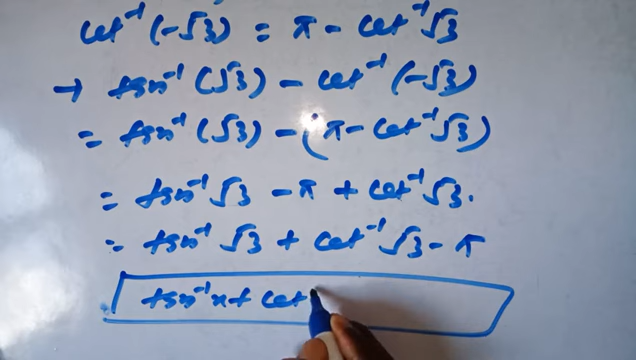 cot⁻¹(-√3) = π - cot⁻¹√3
→ tan⁻¹(√3) - cot⁻¹(-√3)
= tan⁻¹(√3) - (π - cot⁻¹√3)
= tan⁻¹√3 - π + cot⁻¹√3.
= tan⁻¹√3 + cot⁻¹√3 - π
tan⁻¹x + cot